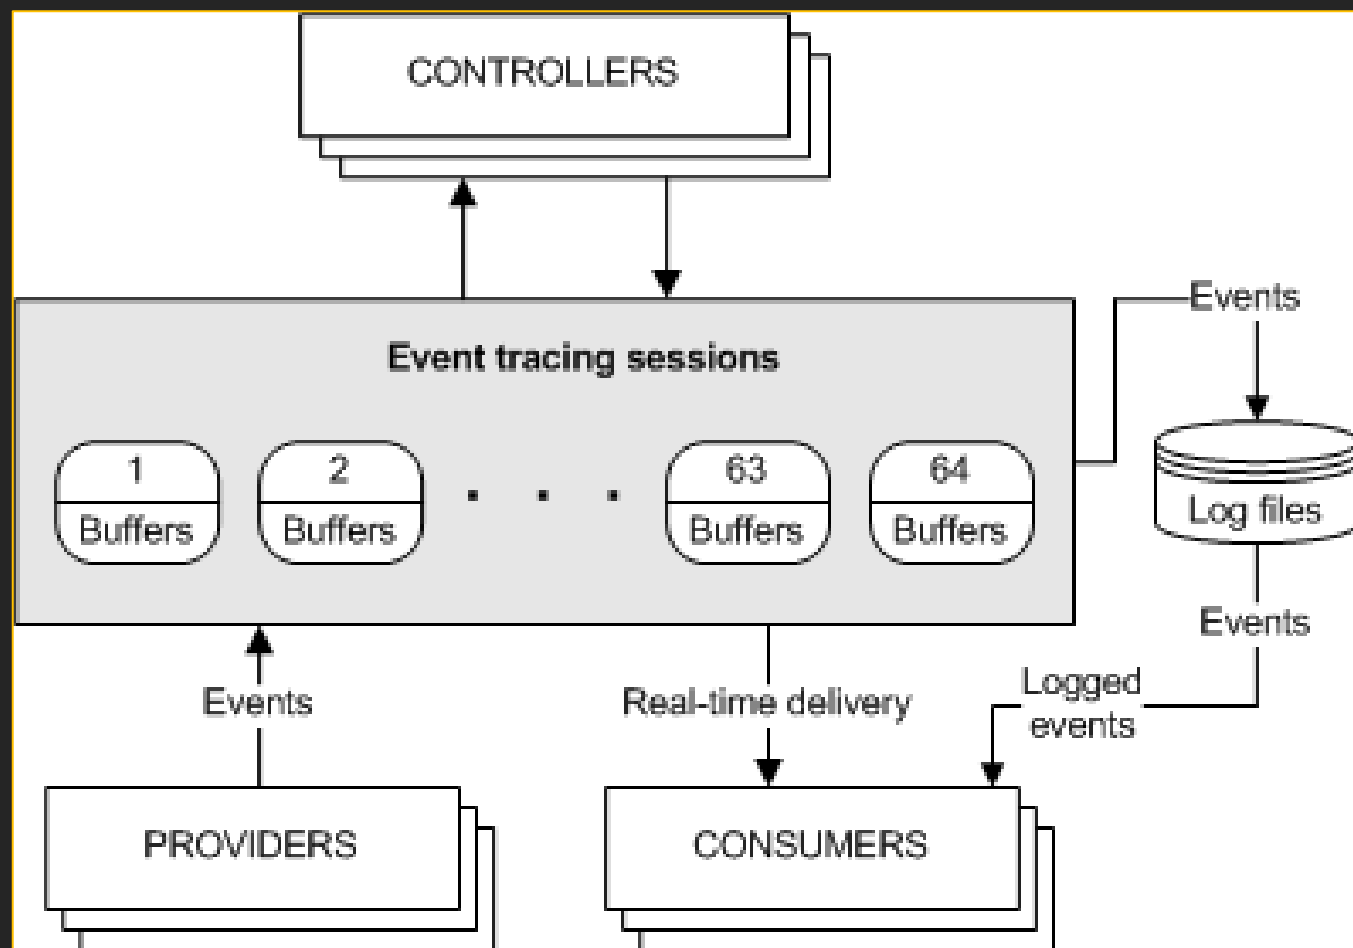 CONTROLLERS
Events
Event tracing sessions
1
Buffers
2
Buffers
. . .
63
Buffers
64
Buffers
Log files
Events
Events
Real-time delivery
Logged
events
PROVIDERS
CONSUMERS